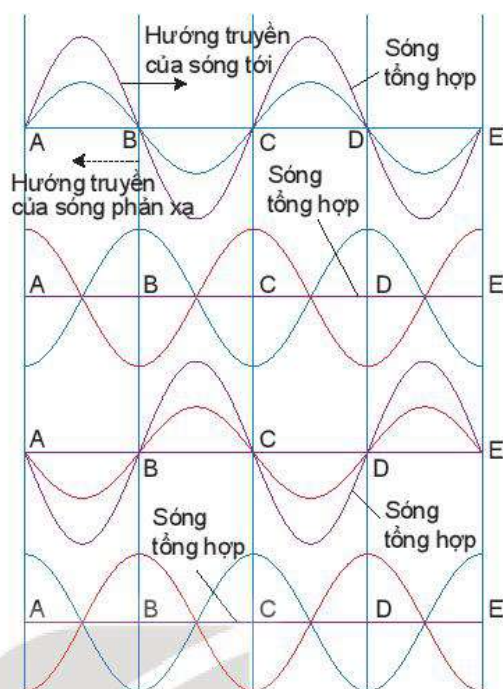 Hướng truyền
của sóng tới
Sóng
tổng hợp
A
B
C
D
E
Hướng truyền
của sóng phản xạ
Sóng
tổng hợp
A
B
C
D
E
A
B
C
D
E
Sóng
tổng hợp
Sóng
tổng hợp
A
B
C
D
E